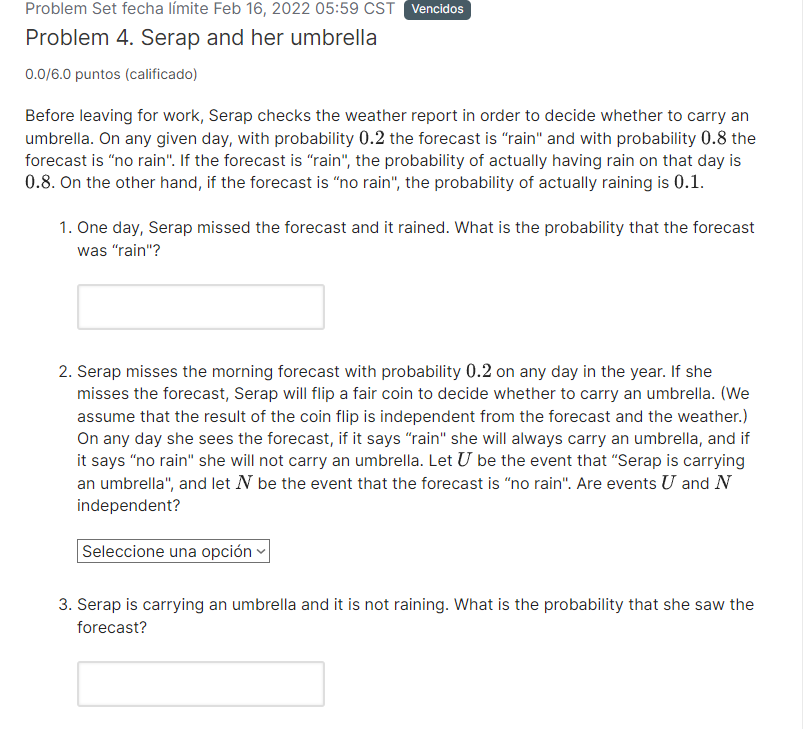 Problem Set fecha límite Feb 16, 2022 05:59 CST Vencidos
Problem 4. Serap and her umbrella
0.0/6.0 puntos (calificado)
Before leaving for work, Serap checks the weather report in order to decide whether to carry an
umbrella. On any given day, with probability 0.2 the forecast is “rain" and with probability 0.8 the
forecast is “no rain". If the forecast is “rain", the probability of actually having rain on that day is
0.8. On the other hand, if the forecast is “no rain", the probability of actually raining is 0.1.
1. One day, Serap missed the forecast and it rained. What is the probability that the forecast
was “rain"?
2. Serap misses the morning forecast with probability 0.2 on any day in the year. If she
misses the forecast, Serap will flip a fair coin to decide whether to carry an umbrella. (We
assume that the result of the coin flip is independent from the forecast and the weather.)
On any day she sees the forecast, if it says “rain" she will always carry an umbrella, and if
it says “no rain" she will not carry an umbrella. Let U be the event that “Serap is carrying
an umbrella", and let N be the event that the forecast is “no rain". Are events U and N
independent?
Seleccione una opción
3. Serap is carrying an umbrella and it is not raining. What is the probability that she saw the
forecast?